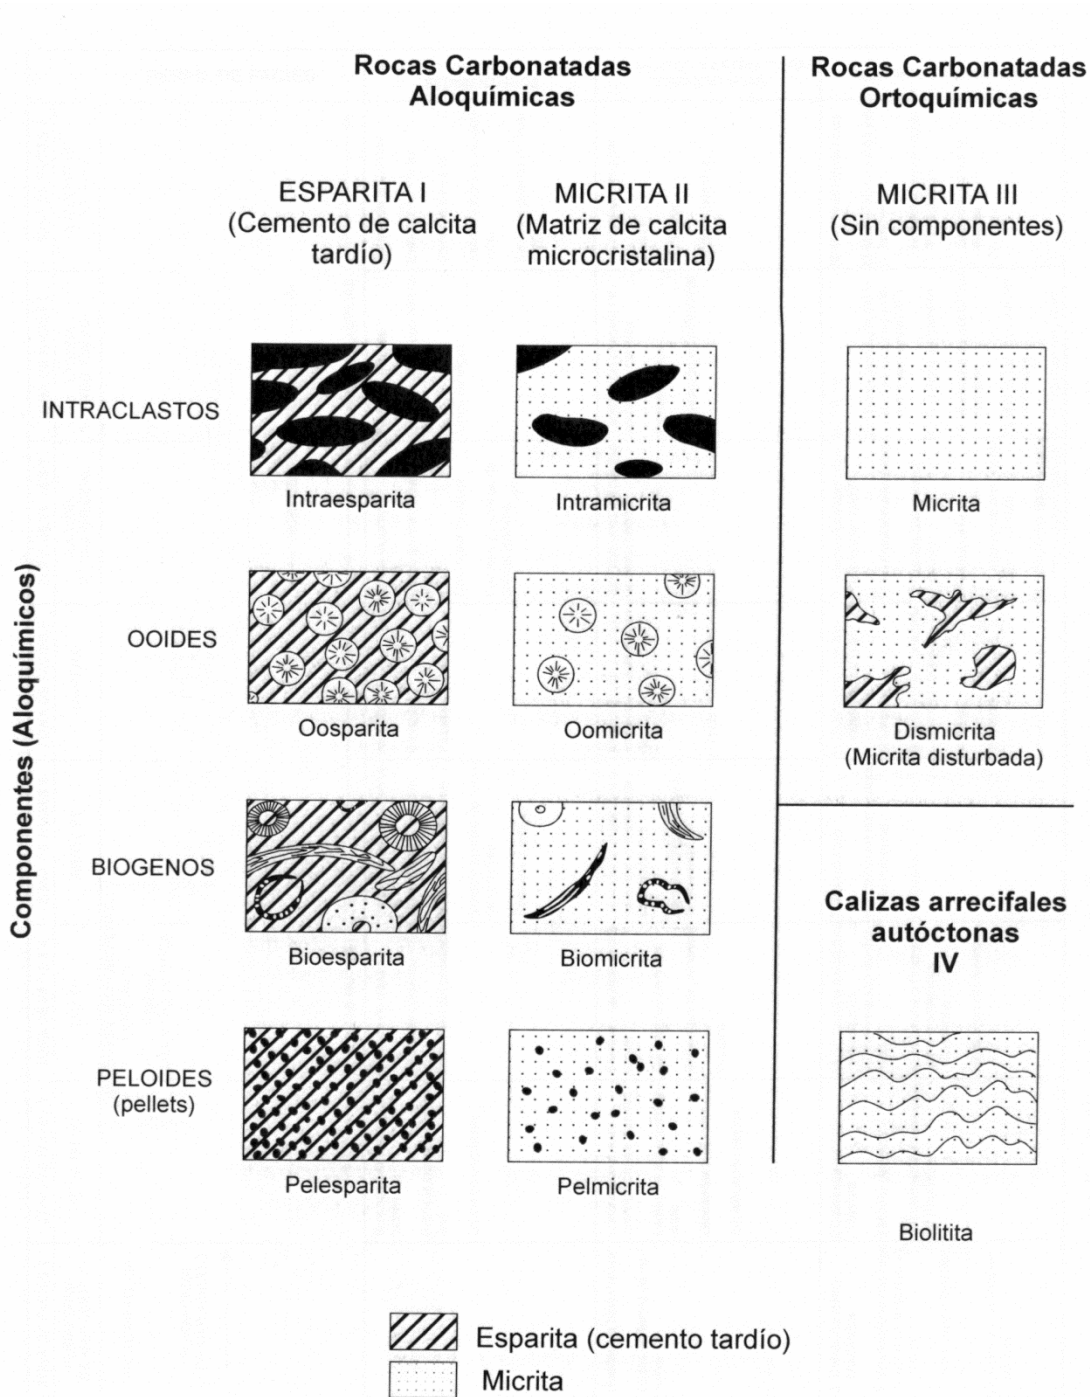 Rocas Carbonatadas
Aloquímicas
Rocas Carbonatadas
Ortoquímicas
ESPARITA I
(Cemento de calcita
tardío)
MICRITA II
(Matriz de calcita
microcristalina)
MICRITA III
(Sin componentes)
Componentes (Aloquímicos)
INTRACLASTOS
Intraesparita
Intramicrita
Micrita
OOIDES
Oosparita
Oomicrita
Dismicrita
(Micrita disturbada)
BIOGENOS
Bioesparita
Biomicrita
Calizas arrecifales
autóctonas
IV
PELOIDES
(pellets)
Pelesparita
Pelmicrita
Biolitita
Esparita (cemento tardío)
Micrita